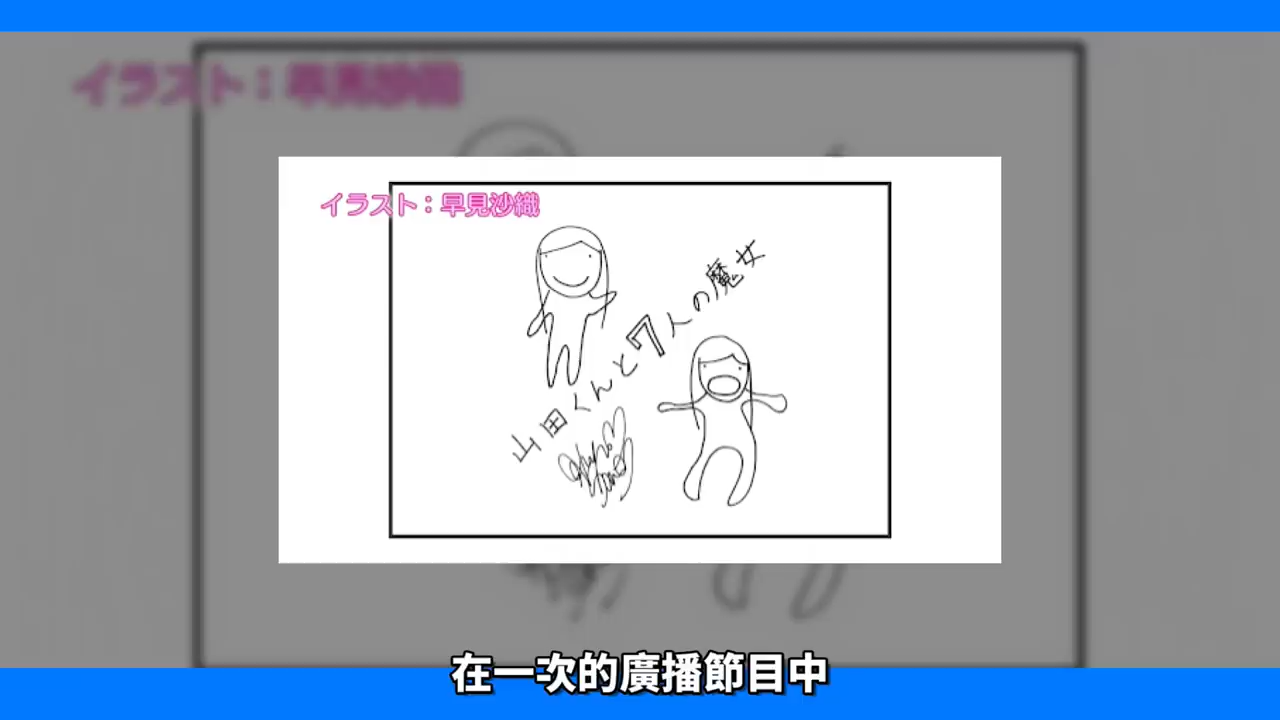 イラスト：早見沙織
山田くんと7人の魔女
在一次的廣播節目中